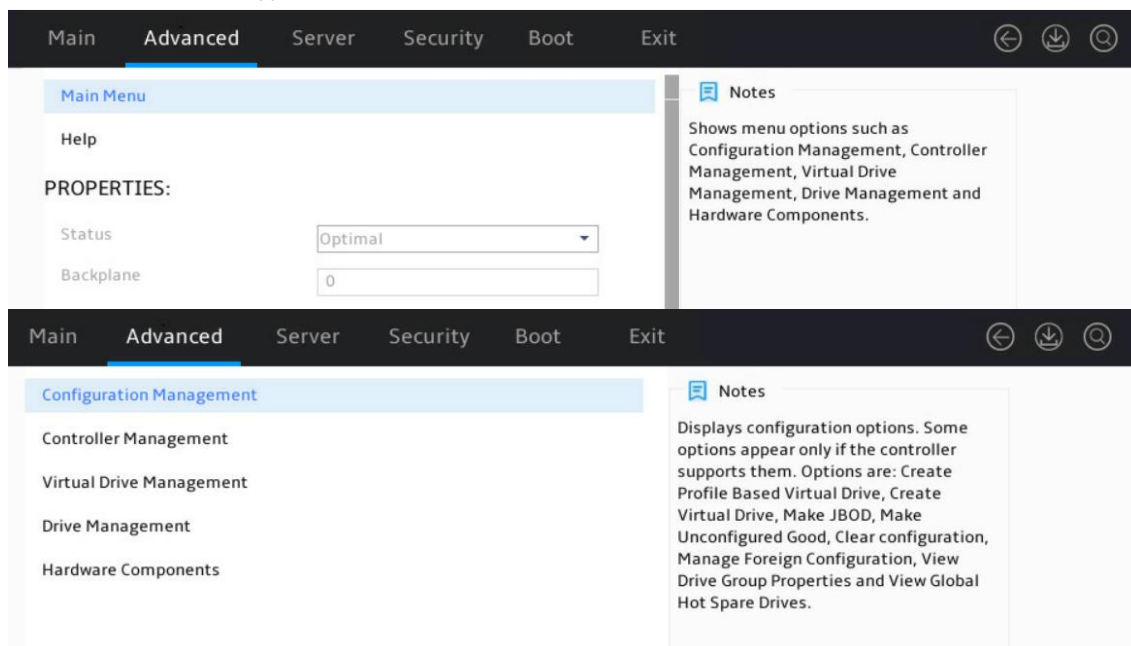 Main Advanced Server Security Boot Exit
Main Menu
Help
PROPERTIES:
Status Optimal
Backplane 0
Notes
Shows menu options such as
Configuration Management, Controller
Management, Virtual Drive
Management, Drive Management and
Hardware Components.
Main Advanced Server Security Boot Exit
Configuration Management
Controller Management
Virtual Drive Management
Drive Management
Hardware Components
Notes
Displays configuration options. Some
options appear only if the controller
supports them. Options are: Create
Profile Based Virtual Drive, Create
Virtual Drive, Make JBOD, Make
Unconfigured Good, Clear configuration,
Manage Foreign Configuration, View
Drive Group Properties and View Global
Hot Spare Drives.